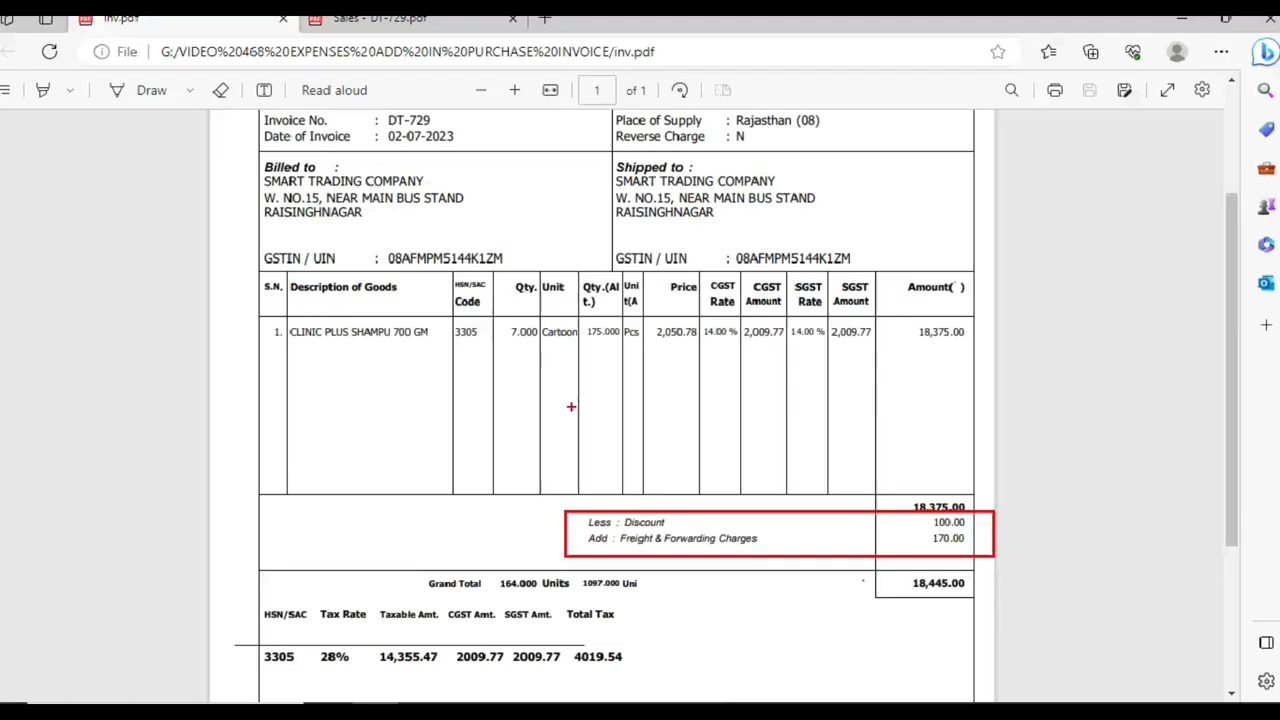 inv.pdf
Sales - DT-729.pdf
File
G:/VIDEO%20468%20EXPENSES%20ADD%20IN%20PURCHASE%20INVOICE/inv.pdf
Draw
Read aloud
1 of 1
Invoice No. : DT-729
Date of Invoice : 02-07-2023
Place of Supply : Rajasthan (08)
Reverse Charge : N
Billed to :
SMART TRADING COMPANY
W. NO.15, NEAR MAIN BUS STAND
RAISINGHNAGAR
GSTIN / UIN : 08AFMPM5144K1ZM
Shipped to :
SMART TRADING COMPANY
W. NO.15, NEAR MAIN BUS STAND
RAISINGHNAGAR
GSTIN / UIN : 08AFMPM5144K1ZM
S.N. Description of Goods HSN/SAC Code Qty. Unit Qty.(Al t.) Uni t(A Price CGST Rate CGST Amount SGST Rate SGST Amount Amount(` )
1. CLINIC PLUS SHAMPU 700 GM 3305 7.000 Cartoon 175.000 Pcs 2,050.78 14.00 % 2,009.77 14.00 % 2,009.77 18,375.00
18,375.00
Less : Discount 100.00
Add : Freight & Forwarding Charges 170.00
Grand Total 164.000 Units 1097.000 Uni ` 18,445.00
HSN/SAC Tax Rate Taxable Amt. CGST Amt. SGST Amt. Total Tax
3305 28% 14,355.47 2009.77 2009.77 4019.54